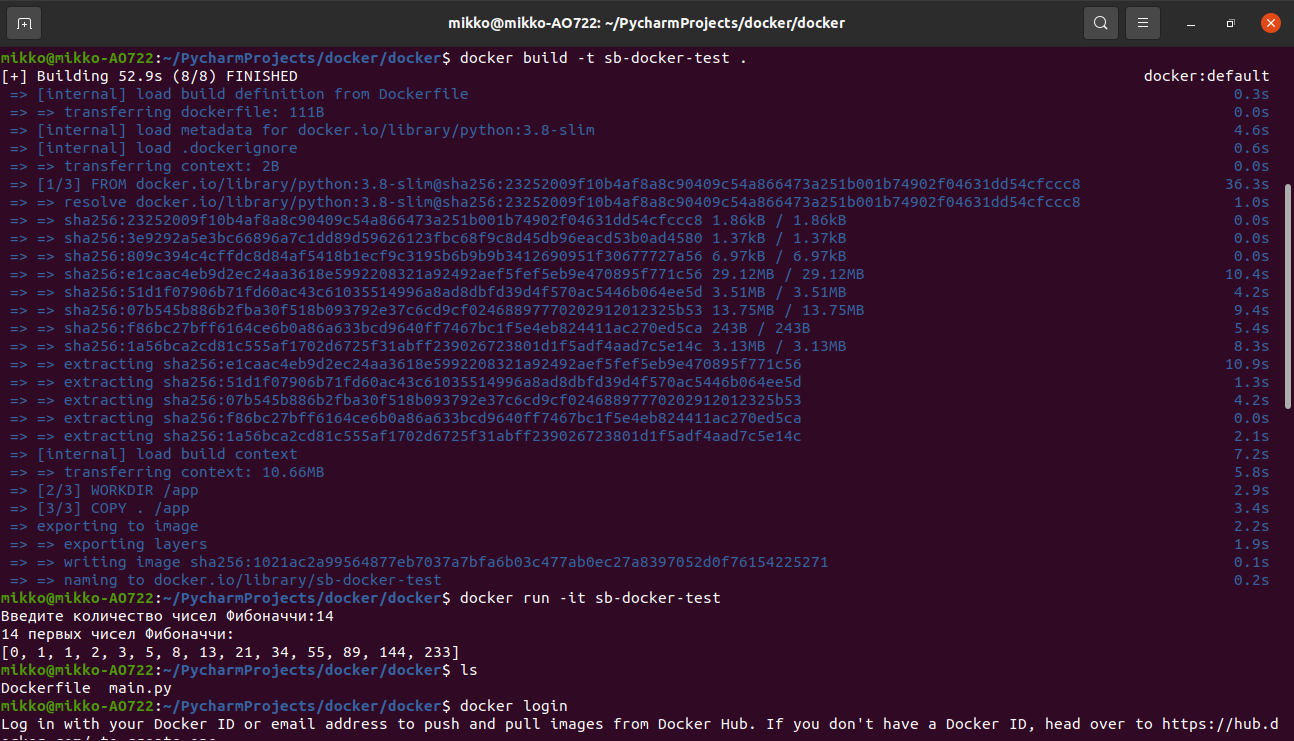 mikko@mikko-AO722: ~/PycharmProjects/docker/docker
mikko@mikko-AO722:~/PycharmProjects/docker/docker$ docker build -t sb-docker-test .
[+] Building 52.9s (8/8) FINISHED docker:default
=> [internal] load build definition from Dockerfile 0.3s
=> => transferring dockerfile: 111B 0.0s
=> [internal] load metadata for docker.io/library/python:3.8-slim 4.6s
=> [internal] load .dockerignore 0.6s
=> => transferring context: 2B 0.0s
=> [1/3] FROM docker.io/library/python:3.8-slim@sha256:23252009f10b4af8a8c90409c54a866473a251b001b74902f04631dd54cfccc8 36.3s
=> => resolve docker.io/library/python:3.8-slim@sha256:23252009f10b4af8a8c90409c54a866473a251b001b74902f04631dd54cfccc8 1.0s
=> => sha256:23252009f10b4af8a8c90409c54a866473a251b001b74902f04631dd54cfccc8 1.86kB / 1.86kB 0.0s
=> => sha256:3e9292a5e3bc66896a7c1dd89d59626123fbc68f9c8d45db96eacd53b0ad4580 1.37kB / 1.37kB 0.0s
=> => sha256:809c394c4cffdc8d84af5418b1ecf9c3195b6b9b9b3412690951f30677727a56 6.97kB / 6.97kB 0.0s
=> => sha256:e1caac4eb9d2ec24aa3618e5992208321a92492aef5fef5eb9e470895f771c56 29.12MB / 29.12MB 10.4s
=> => sha256:51d1f07906b71fd60ac43c61035514996a8ad8dbfd39d4f570ac5446b064ee5d 3.51MB / 3.51MB 4.2s
=> => sha256:07b545b886b2fba30f518b093792e37c6cd9cf024688977702029120​12325b53 13.75MB / 13.75MB 9.4s
=> => sha256:f86bc27bff6164ce6b0a86a633bcd9640ff7467bc1f5e4eb824411ac270ed5ca 243B / 243B 5.4s
=> => sha256:1a56bca2cd81c555af1702d6725f31abff239026723801d1f5adf4aad7c5e14c 3.13MB / 3.13MB 8.3s
=> => extracting sha256:e1caac4eb9d2ec24aa3618e5992208321a92492aef5fef5eb9e470895f771c56 10.9s
=> => extracting sha256:51d1f07906b71fd60ac43c61035514996a8ad8dbfd39d4f570ac5446b064ee5d 1.3s
=> => extracting sha256:07b545b886b2fba30f518b093792e37c6cd9cf02468897770202912012325b53 4.2s
=> => extracting sha256:f86bc27bff6164ce6b0a86a633bcd9640ff7467bc1f5e4eb824411ac270ed5ca 0.0s
=> => extracting sha256:1a56bca2cd81c555af1702d6725f31abff239026723801d1f5adf4aad7c5e14c 2.1s
=> [internal] load build context 7.2s
=> => transferring context: 10.66MB 5.8s
=> [2/3] WORKDIR /app 2.9s
=> [3/3] COPY . /app 3.4s
=> exporting to image 2.2s
=> => exporting layers 1.9s
=> => writing image sha256:1021ac2a99564877eb7037a7bfa6b03c477ab0ec27a8397052d0f76154225271 0.1s
=> => naming to docker.io/library/sb-docker-test 0.2s
mikko@mikko-AO722:~/PycharmProjects/docker/docker$ docker run -it sb-docker-test
Введите количество чисел Фибоначчи:14
14 первых чисел Фибоначчи:
[0, 1, 1, 2, 3, 5, 8, 13, 21, 34, 55, 89, 144, 233]
mikko@mikko-AO722:~/PycharmProjects/docker/docker$ ls
Dockerfile main.py
mikko@mikko-AO722:~/PycharmProjects/docker/docker$ docker login
Log in with your Docker ID or email address to push and pull images from Docker Hub. If you don't have a Docker ID, head over to https://hub.d